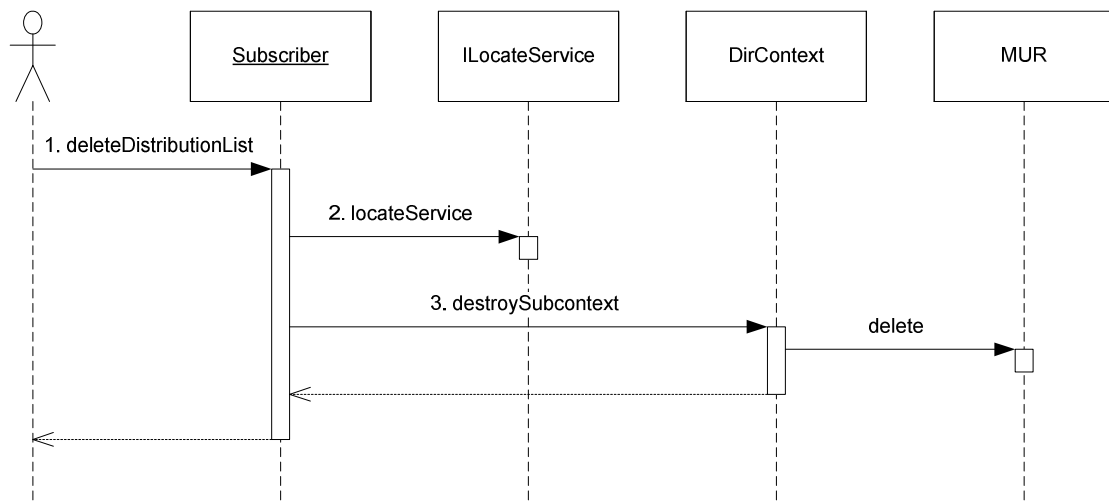 Subscriber
ILocateService
DirContext
MUR
1. deleteDistributionList
2. locateService
3. destroySubcontext
delete